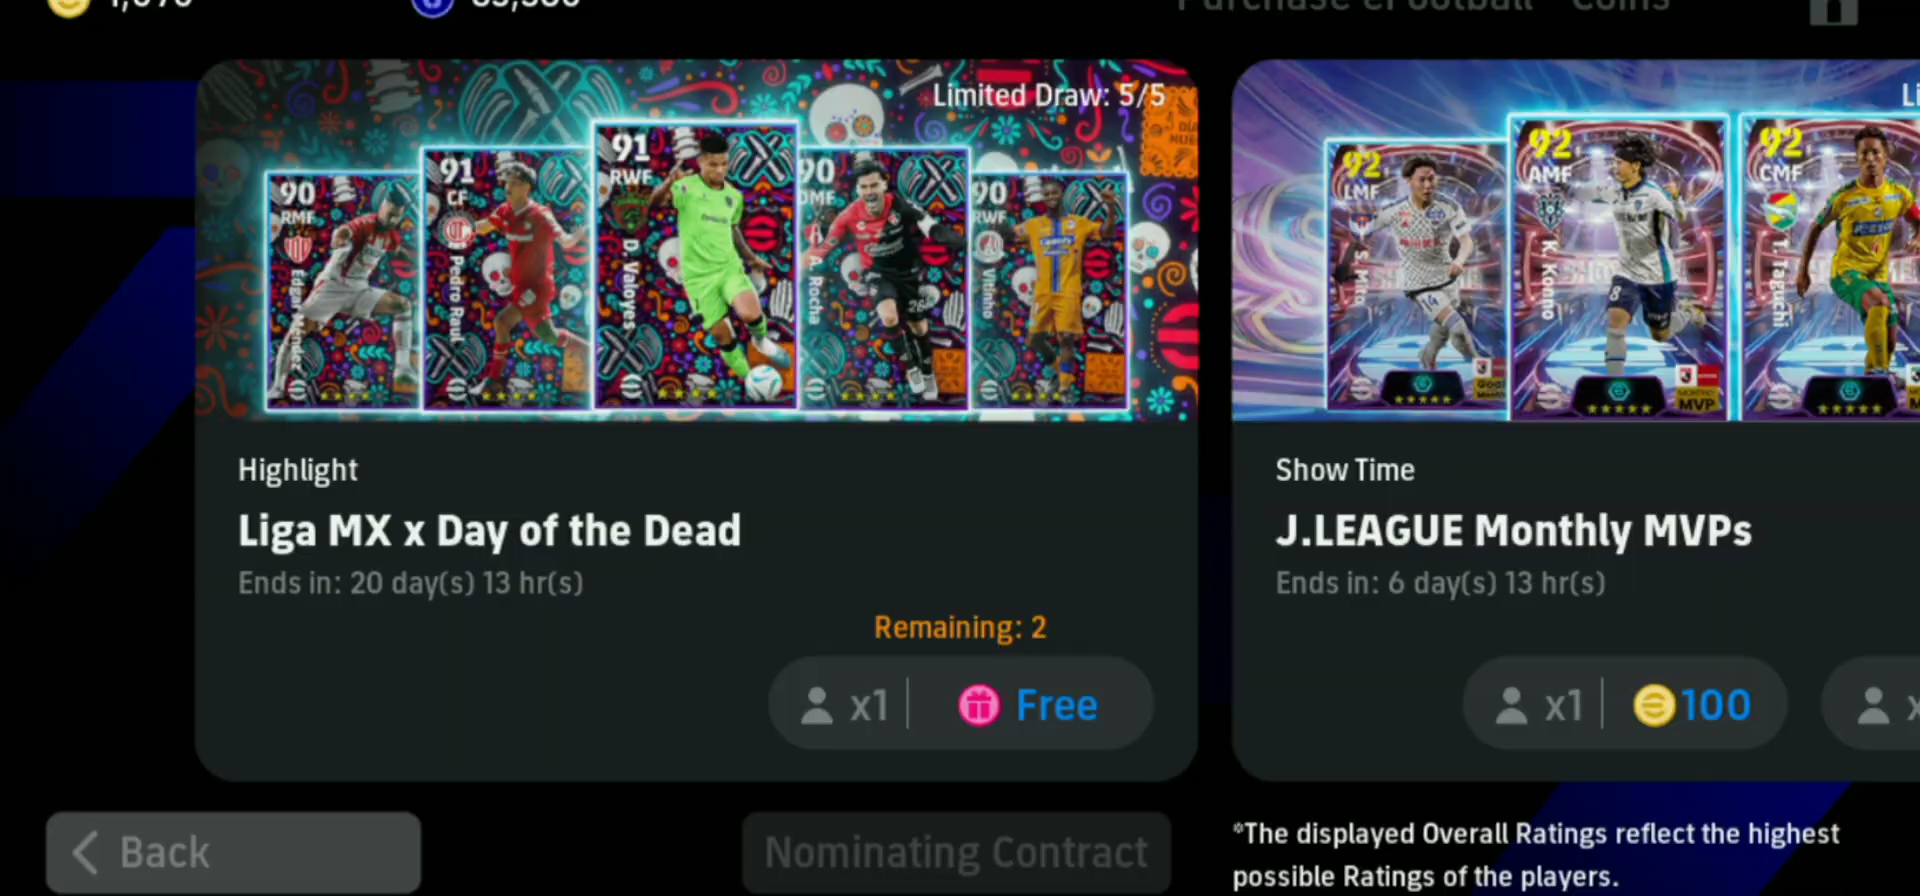 Limited Draw: 5/5
90
RMF
91
CF
Pedro Raul
91
RWF
D. Valoyes
90
DMF
A. Rocha
90
RWF
Vitinho
Highlight
Liga MX x Day of the Dead
Ends in: 20 day(s) 13 hr(s)
Remaining: 2
x1
Free
92
LMF
S. Mito
92
AMF
K. Konno
MVP
92
CMF
T. Taguchi
Show Time
J.LEAGUE Monthly MVPs
Ends in: 6 day(s) 13 hr(s)
x1
100
Back
Nominating Contract
*The displayed Overall Ratings reflect the highest
possible Ratings of the players.